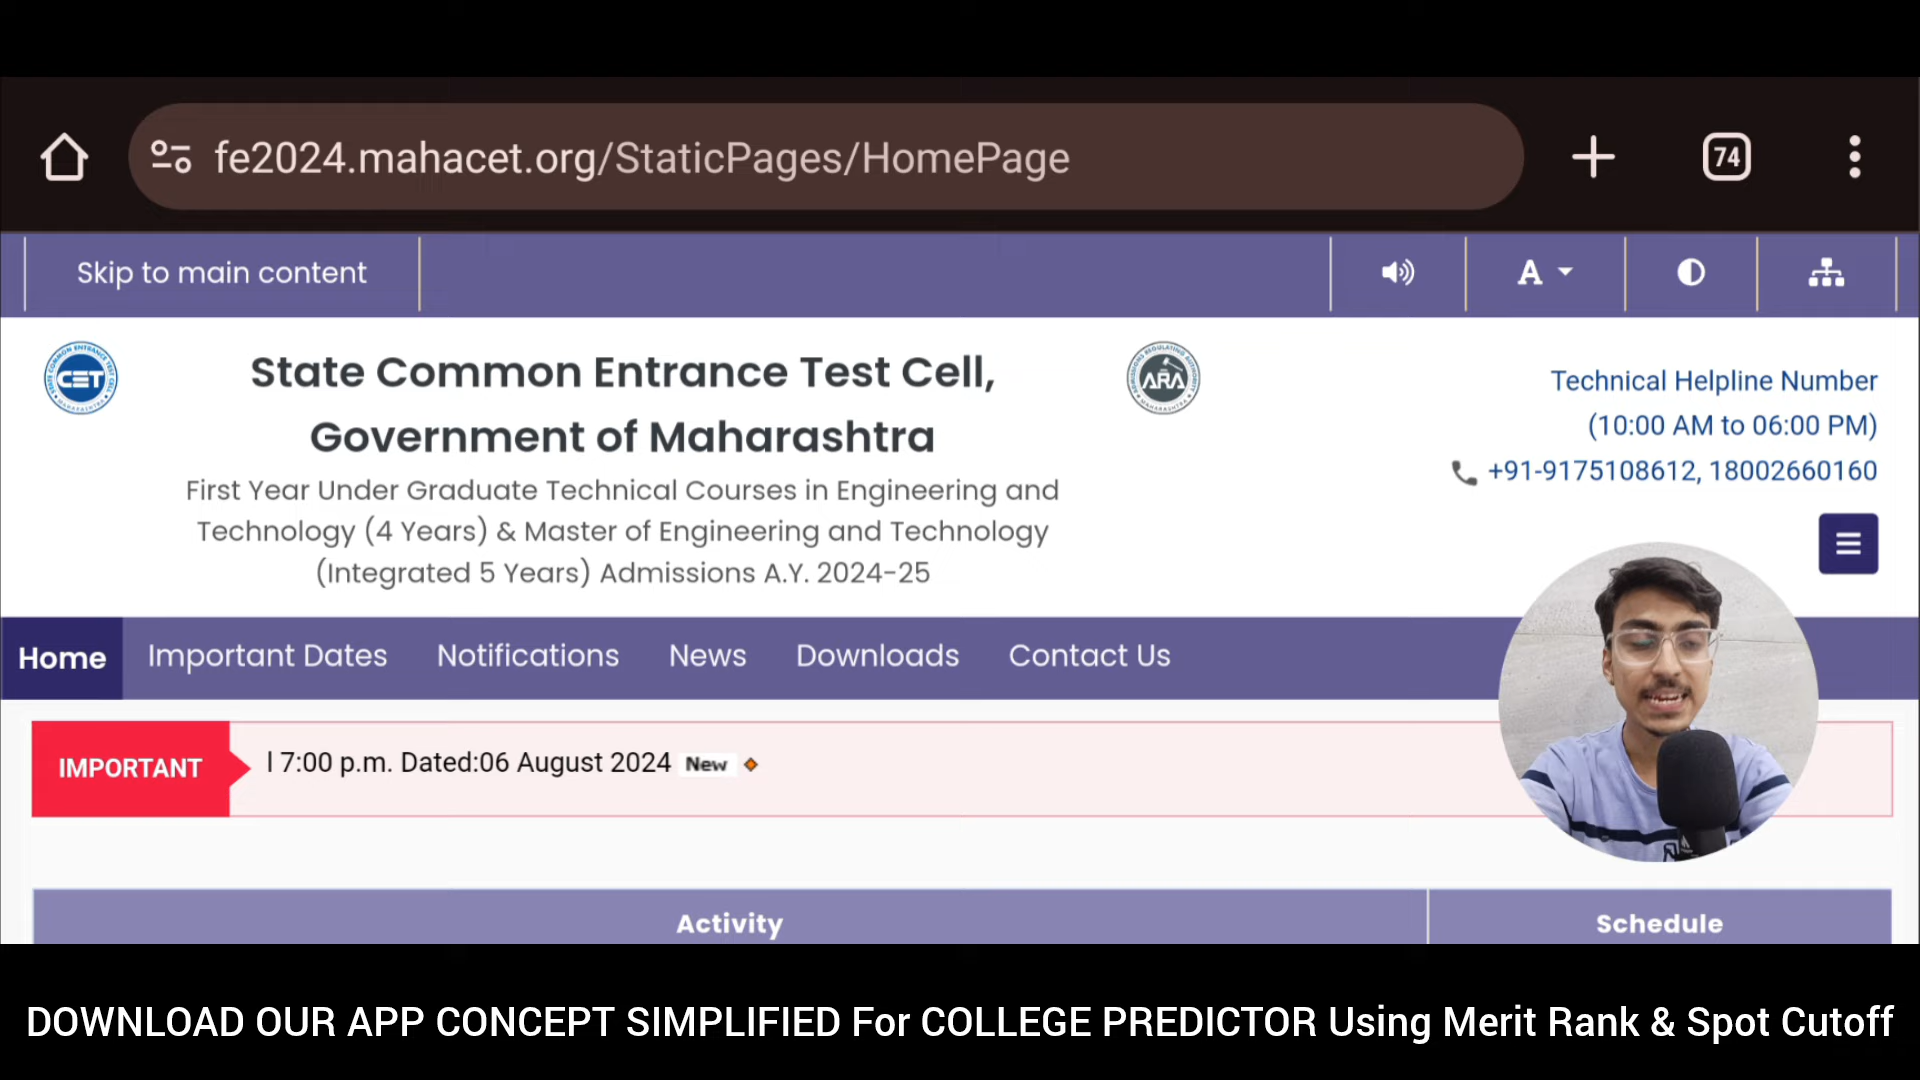 fe2024.mahacet.org/StaticPages/HomePage
74
Skip to main content
A
CET
State Common Entrance Test Cell,
Government of Maharashtra
First Year Under Graduate Technical Courses in Engineering and
Technology (4 Years) & Master of Engineering and Technology
(Integrated 5 Years) Admissions A.Y. 2024-25
ARA
Technical Helpline Number
(10:00 AM to 06:00 PM)
+91-9175108612, 18002660160
Home
Important Dates
Notifications
News
Downloads
Contact Us
IMPORTANT
l 7:00 p.m. Dated:06 August 2024 New
Activity
Schedule
DOWNLOAD OUR APP CONCEPT SIMPLIFIED For COLLEGE PREDICTOR Using Merit Rank & Spot Cutoff